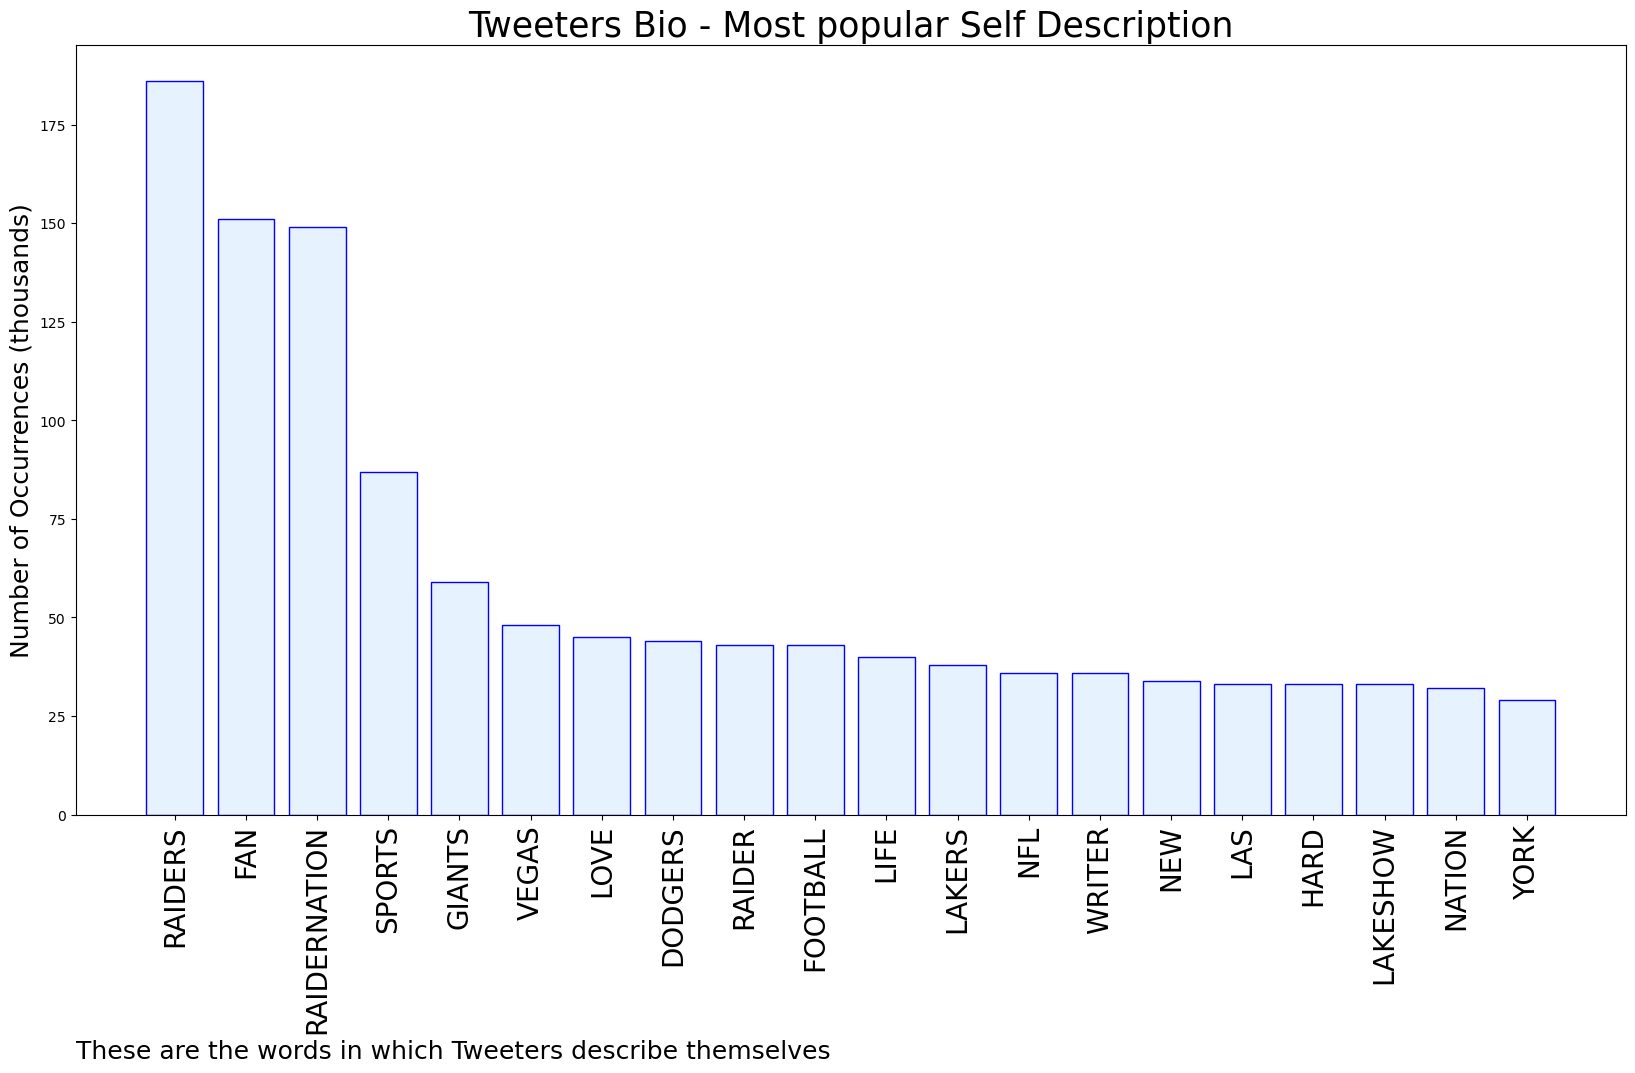 Tweeters Bio - Most popular Self Description
Number of Occurrences (thousands)
175
150
125
100
75
50
25
0
RAIDERS
FAN
RAIDERNATION
SPORTS
GIANTS
VEGAS
LOVE
DODGERS
RAIDER
FOOTBALL
LIFE
LAKERS
NFL
WRITER
NEW
LAS
HARD
LAKESHOW
NATION
YORK
These are the words in which Tweeters describe themselves